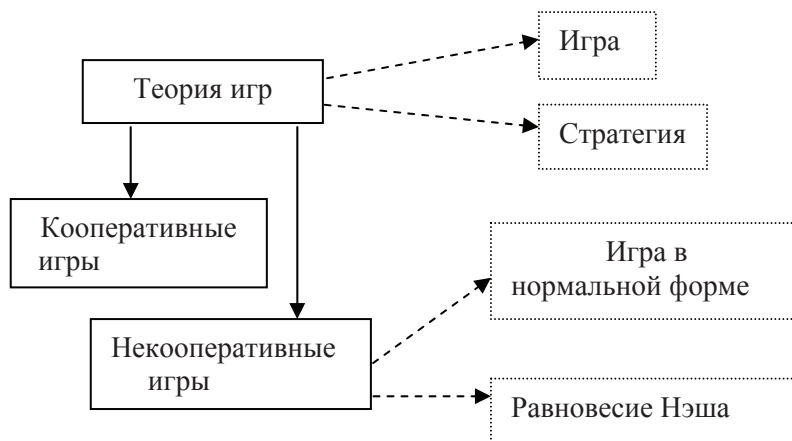 Теория игр
Игра
Стратегия
Кооперативные
игры
Игра в
нормальной форме
Некооперативные
игры
Равновесие Нэша